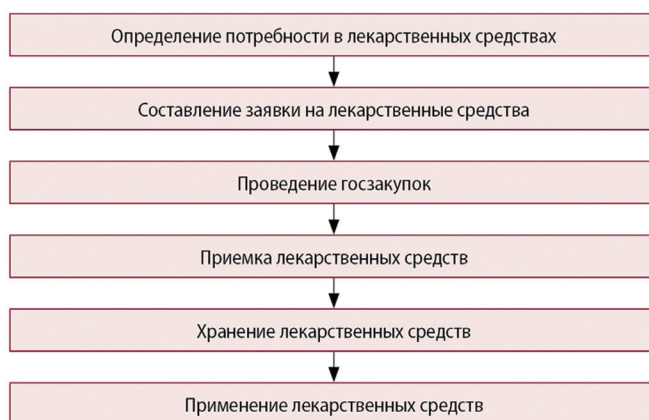 Определение потребности в лекарственных средствах
Составление заявки на лекарственные средства
Проведение госзакупок
Приемка лекарственных средств
Хранение лекарственных средств
Применение лекарственных средств